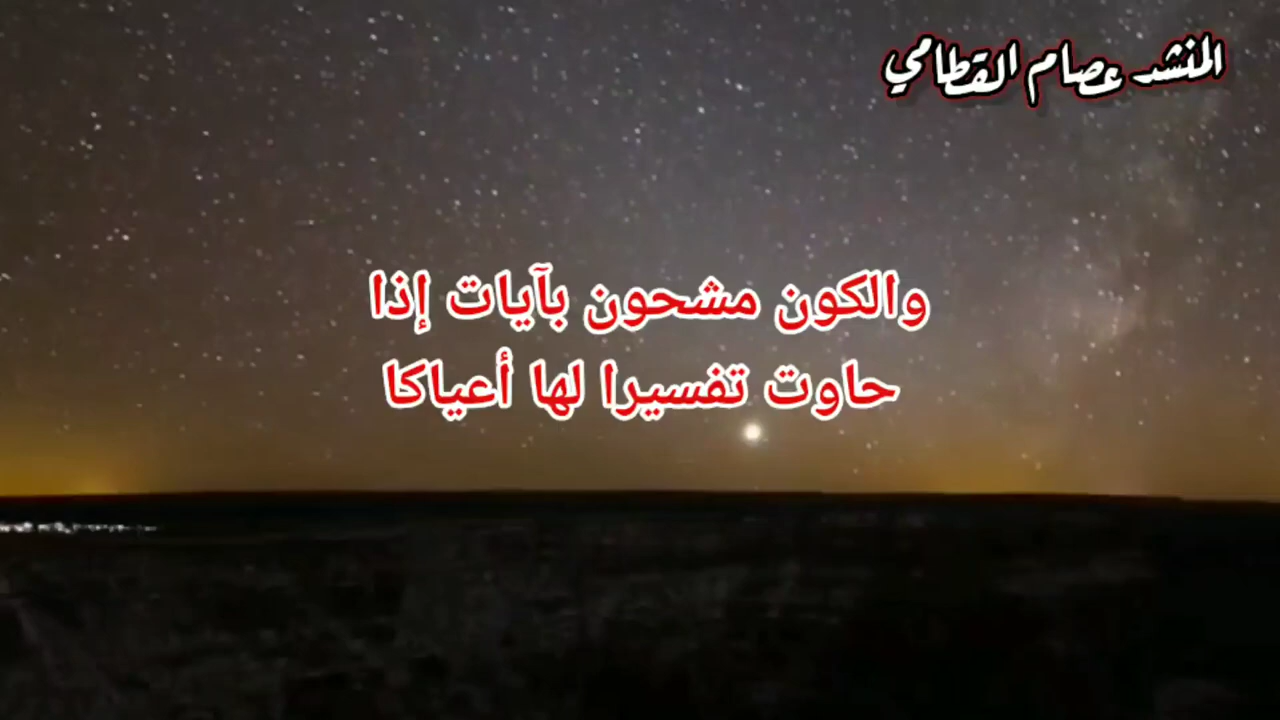 المنشد عصام القطامي
والكون مشحون بآيات إذا
حاوت تفسيرا لها أعياكا